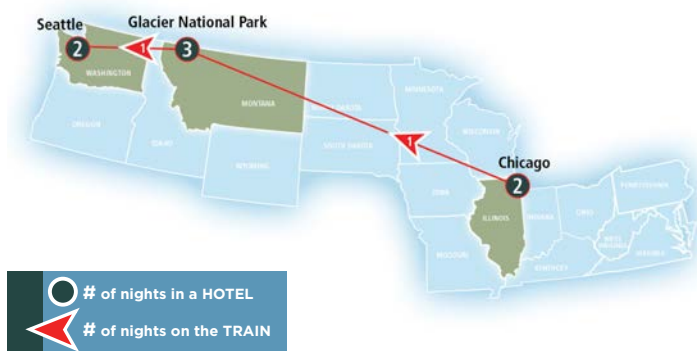 Seattle
Glacier National Park
2
1
3
WASHINGTON
MONTANA
OREGON
IDAHO
WYOMING
NORTH DAKOTA
MINNESOTA
SOUTH DAKOTA
1
WISCONSIN
Chicago
2
IOWA
ILLINOIS
INDIANA
OHIO
PENNSYLVANIA
WEST
VIRGINIA
VIRGINIA
MISSOURI
KENTUCKY
# of nights in a HOTEL
# of nights on the TRAIN